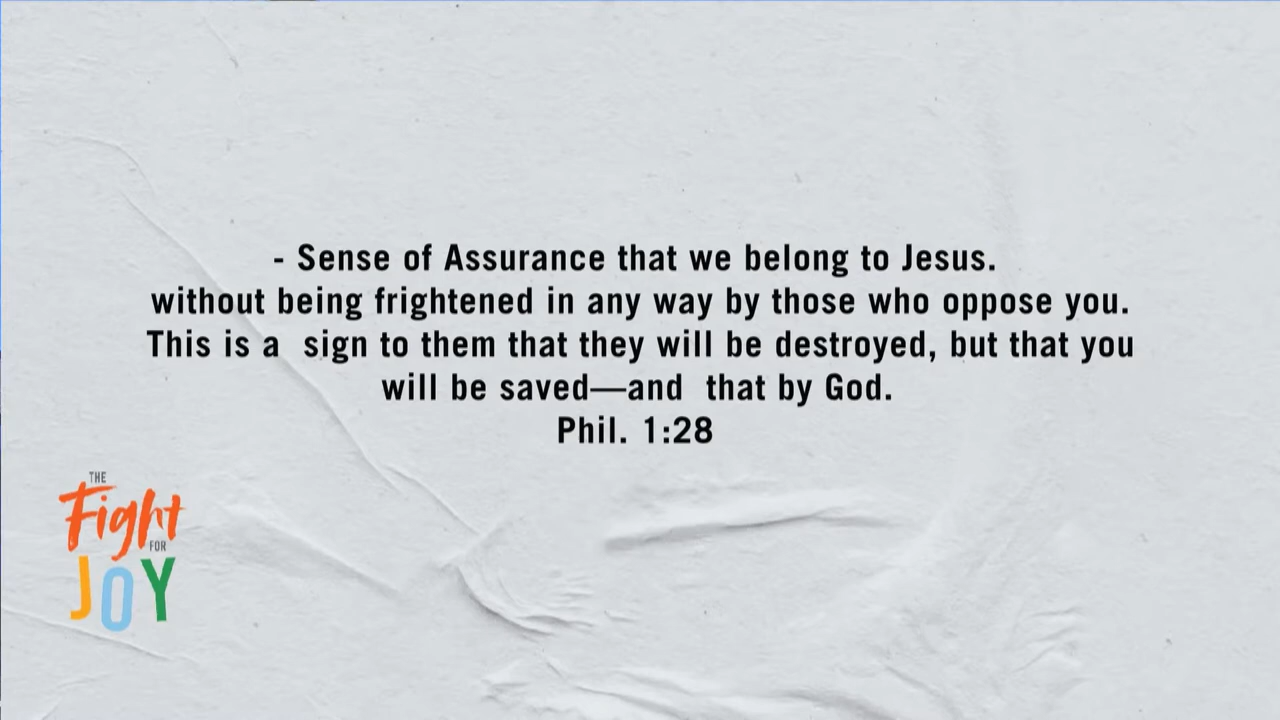 - Sense of Assurance that we belong to Jesus.
without being frightened in any way by those who oppose you.
This is a  sign to them that they will be destroyed, but that you
will be saved—and  that by God.
Phil. 1:28
THE
Fight
FOR
JOY